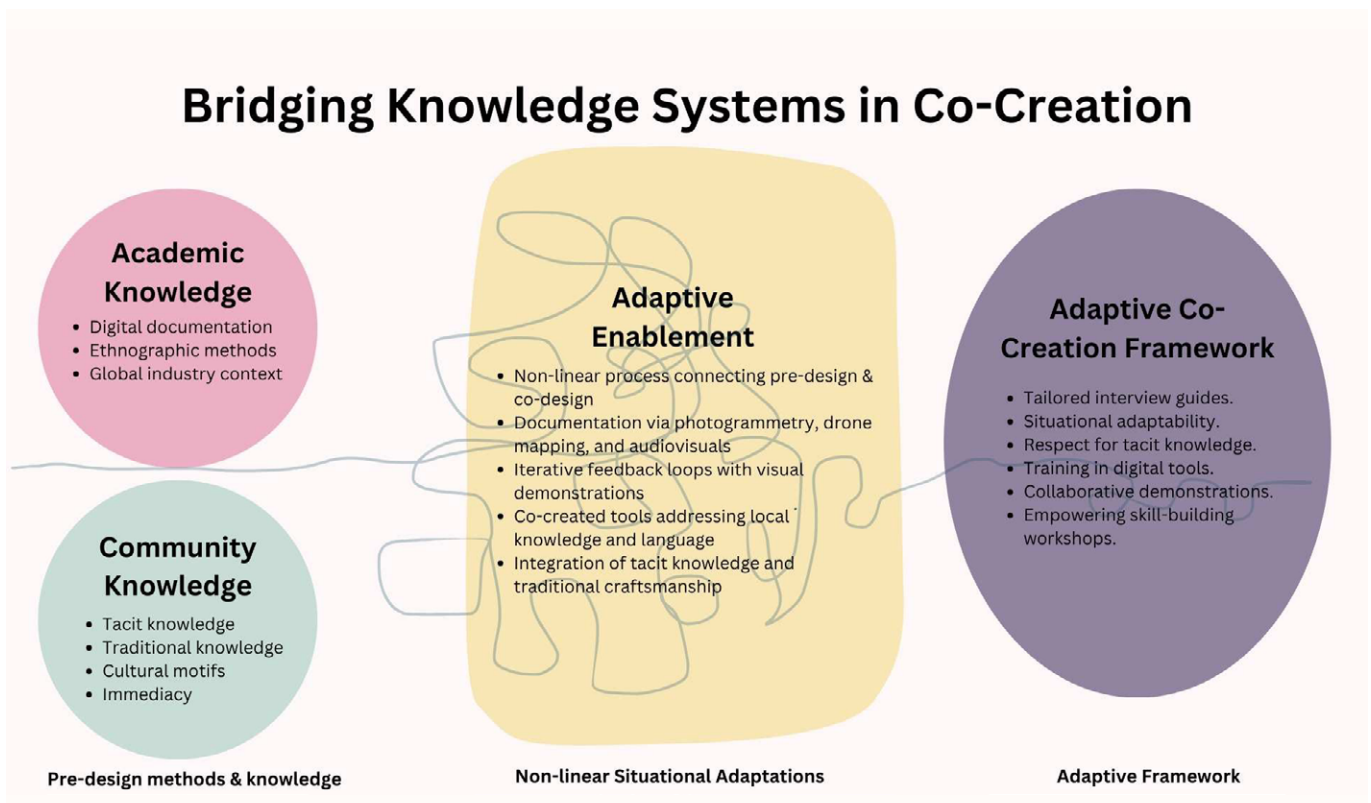 Bridging Knowledge Systems in Co-Creation
Academic
Knowledge
• Digital documentation
• Ethnographic methods
• Global industry context
Community
Knowledge
• Tacit knowledge
• Traditional knowledge
• Cultural motifs
• Immediacy
Pre-design methods & knowledge
Adaptive
Enablement
• Non-linear process connecting pre-design &
co-design
• Documentation via photogrammetry, drone
mapping, and audiovisuals
• Iterative feedback loops with visual
demonstrations
• Co-created tools addressing local
knowledge and language
• Integration of tacit knowledge and
traditional craftsmanship
Non-linear Situational Adaptations
Adaptive Co-
Creation Framework
• Tailored interview guides.
• Situational adaptability.
• Respect for tacit knowledge.
• Training in digital tools.
• Collaborative demonstrations.
• Empowering skill-building
workshops.
Adaptive Framework